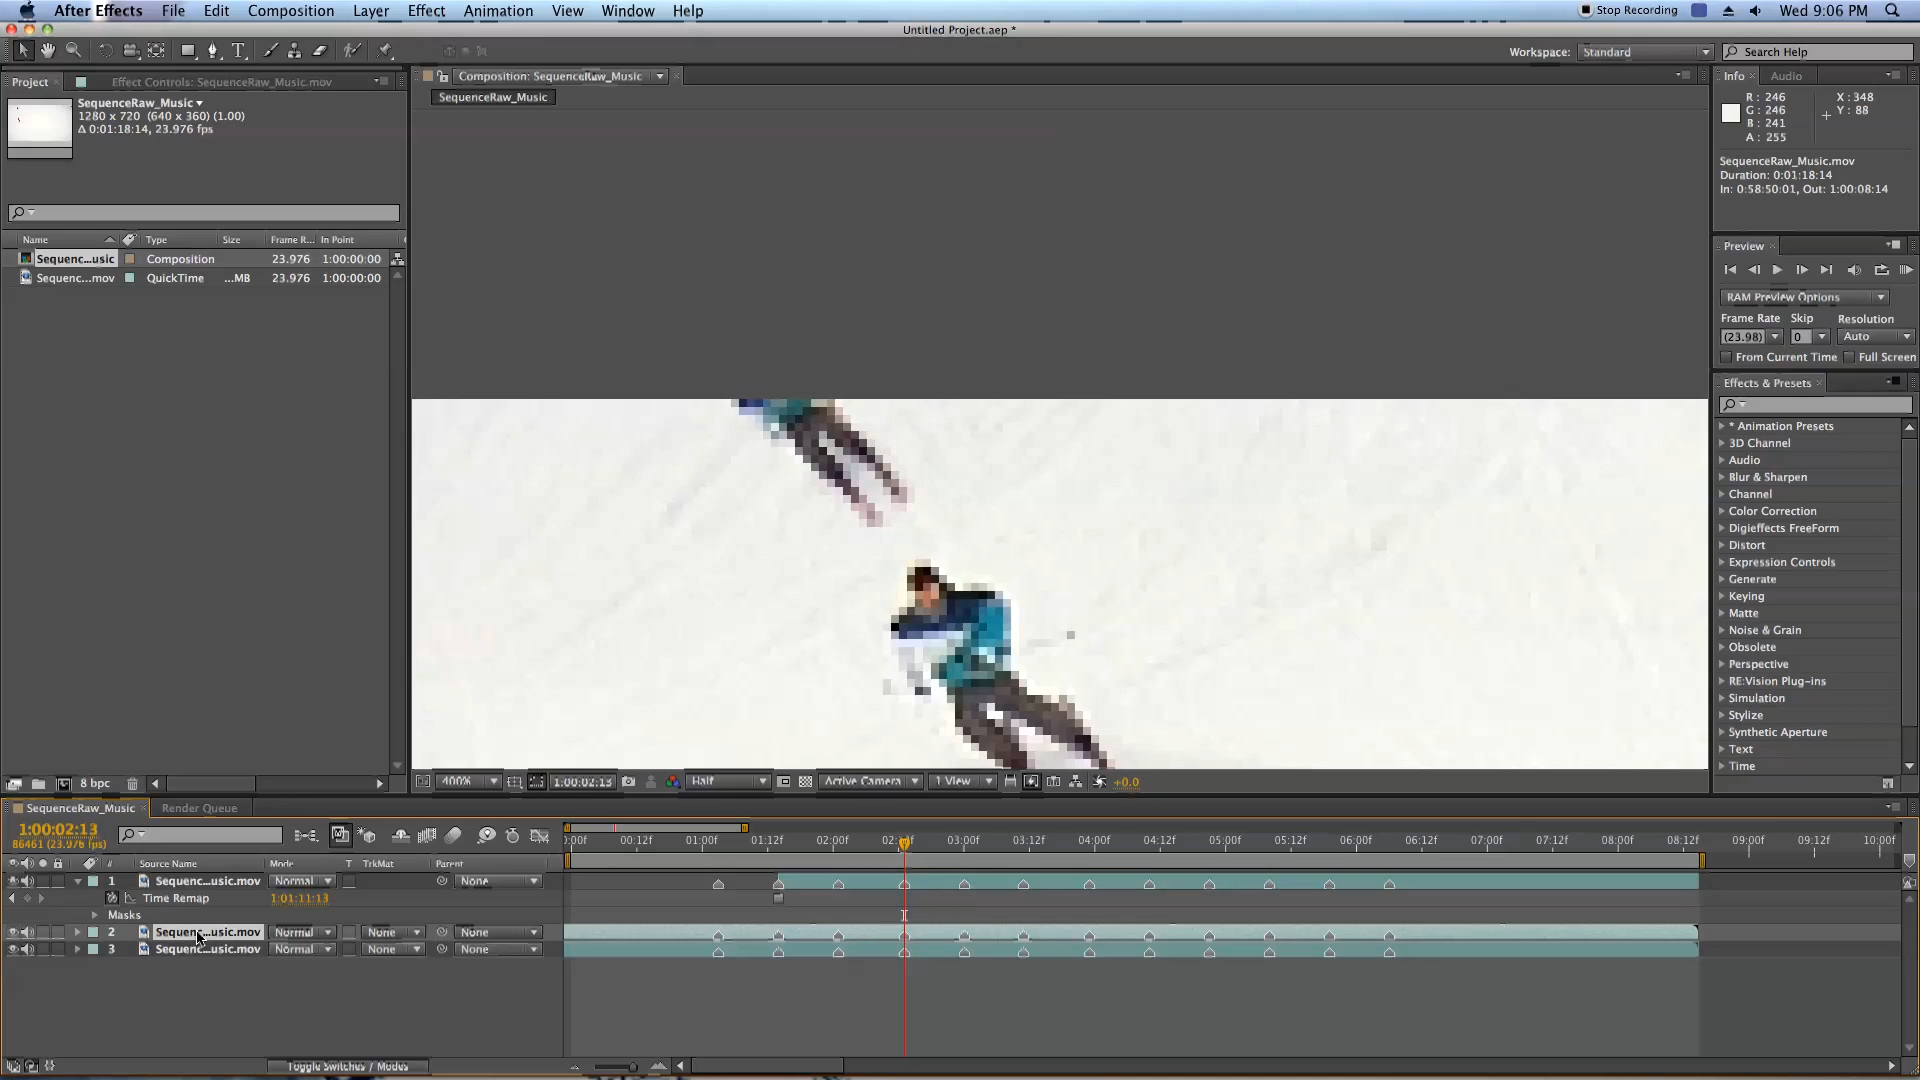 After Effects File Edit Composition Layer Effect Animation View Window Help Stop Recording Wed 9:06 PM
Untitled Project.aep *
Workspace: Standard Search Help
Project Effect Controls: SequenceRaw_Music.mov
SequenceRaw_Music
1280 x 720 (640 x 360) (1.00)
Δ 0:01:18:14, 23.976 fps
Name Type Size Frame R... In Point
Sequenc...usic Composition 23.976 1:00:00:00
Sequenc...mov QuickTime ...MB 23.976 1:00:00:00
8 bpc
Composition: SequenceRaw_Music
SequenceRaw_Music
400% 1:00:02:13 Half Active Camera 1 View +0.0
Info Audio
R : 246 X : 348
G : 246 Y : 88
B : 241
A : 255
SequenceRaw_Music.mov
Duration: 0:01:18:14
In: 0:58:50:01, Out: 1:00:08:14
Preview
RAM Preview Options
Frame Rate Skip Resolution
(23.98) 0 Auto
From Current Time Full Screen
Effects & Presets
* Animation Presets
3D Channel
Audio
Blur & Sharpen
Channel
Color Correction
Digieffects FreeForm
Distort
Expression Controls
Generate
Keying
Matte
Noise & Grain
Obsolete
Perspective
RE:Vision Plug-ins
Simulation
Stylize
Synthetic Aperture
Text
Time
SequenceRaw_Music Render Queue
1:00:02:13
86461 (23.976 fps)
00:12f 01:00f 01:12f 02:00f 03:00f 03:12f 04:00f 04:12f 05:00f 05:12f 06:00f 06:12f 07:00f 07:12f 08:00f 08:12f 09:00f 09:12f 10:00f
# Source Name Mode T TrkMat Parent
1 Sequenc...usic.mov Normal None
Time Remap 1:01:11:13
Masks
2 Sequenc...usic.mov Normal None None
3 Sequenc...usic.mov Normal None None
Toggle Switches / Modes